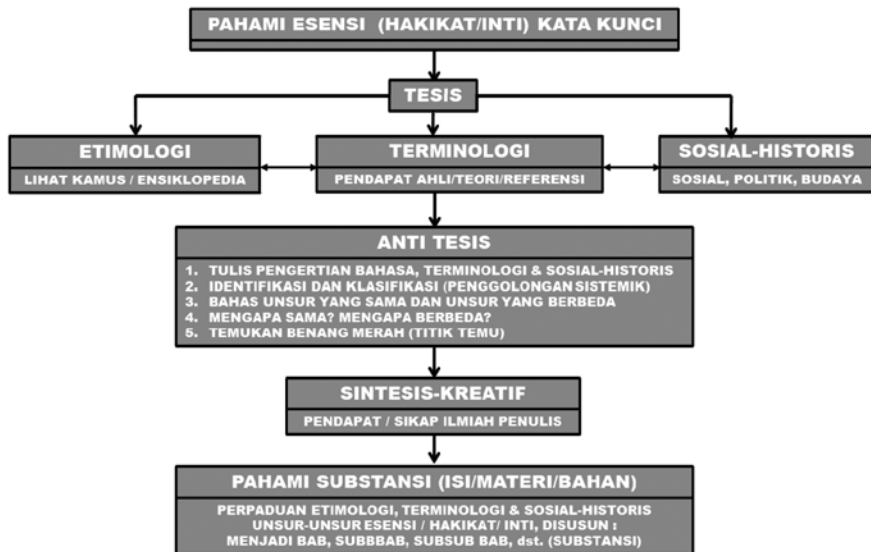 PAHAMI ESENSI (HAKIKAT/INTI) KATA KUNCI
TESIS
ETIMOLOGI
LIHAT KAMUS / ENSIKLOPEDIA
TERMINOLOGI
PENDAPAT AHLI/TEORI/REFERENSI
SOSIAL-HISTORIS
SOSIAL, POLITIK, BUDAYA
ANTI TESIS
1. TULIS PENGERTIAN BAHASA, TERMINOLOGI & SOSIAL-HISTORIS
2. IDENTIFIKASI DAN KLASIFIKASI (PENGGOLONGAN SISTEMIK)
3. BAHAS UNSUR YANG SAMA DAN UNSUR YANG BERBEDA
4. MENGAPA SAMA? MENGAPA BERBEDA?
5. TEMUKAN BENANG MERAH (TITIK TEMU)
SINTESIS-KREATIF
PENDAPAT / SIKAP ILMIAH PENULIS
PAHAMI SUBSTANSI (ISI/MATERI/BAHAN)
PERPADUAN ETIMOLOGI, TERMINOLOGI & SOSIAL-HISTORIS
UNSUR-UNSUR ESENSI / HAKIKAT/ INTI, DISUSUN :
MENJADI BAB, SUBBBAB, SUBSUB BAB, dst. (SUBSTANSI)